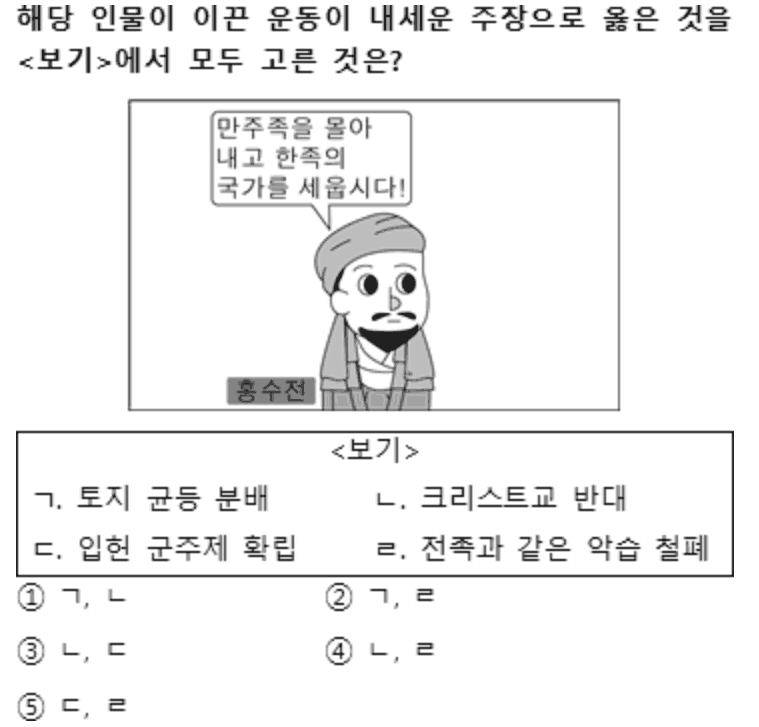 해당 인물이 이끈 운동이 내세운 주장으로 옳은 것을
<보기>에서 모두 고른 것은?
만주족을 몰아
내고 한족의
국가를 세웁시다!
홍수전
<보기>
ㄱ. 토지 균등 분배 ㄴ. 크리스트교 반대
ㄷ. 입헌 군주제 확립 ㄹ. 전족과 같은 악습 철폐
① ㄱ, ㄴ ② ㄱ, ㄹ
③ ㄴ, ㄷ ④ ㄴ, ㄹ
⑤ ㄷ, ㄹ